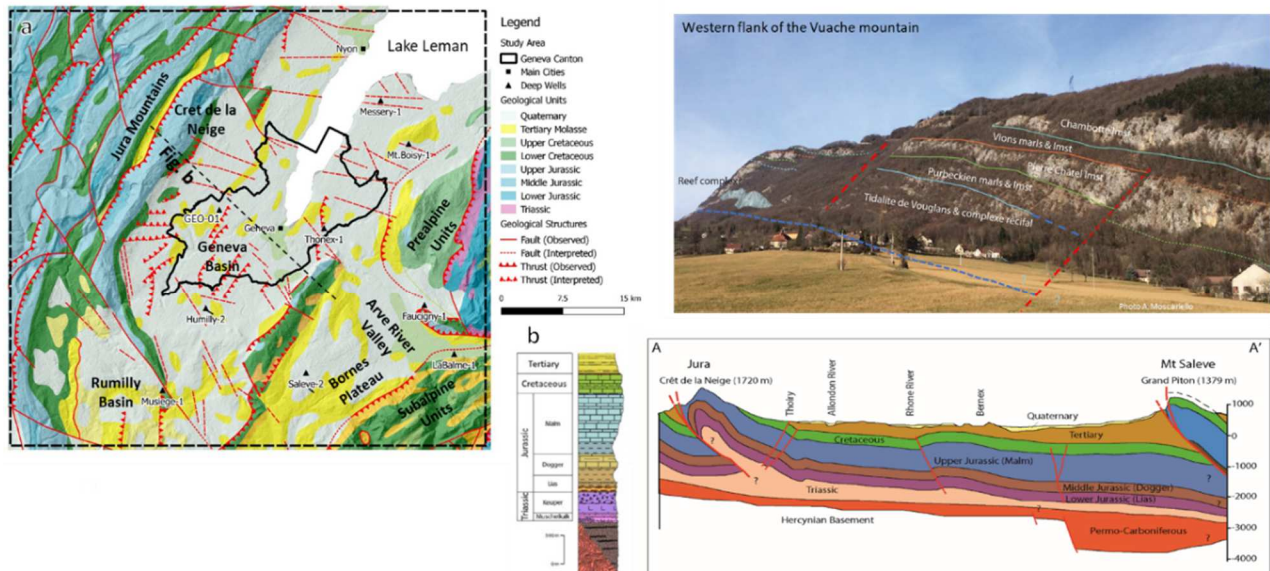 a
Lake Leman
Nyon
Jura Mountains
Cret de la
Neige
Messery-1
Fig. b
Mt.Boisy-1
GEO-01
Geneva
Thônex-1
Geneva
Basin
Prealpine
Units
Humilly-2
Arve River
Valley
Faucigny-1
LaBalme-1
Saleve-2
Bornes
Plateau
Rumilly
Basin
Musiege-1
Subalpine
Units
Legend
Study Area
Geneva Canton
Main Cities
Deep Wells
Geological Units
Quaternary
Tertiary Molasse
Upper Cretaceous
Lower Cretaceous
Upper Jurassic
Middle Jurassic
Lower Jurassic
Triassic
Geological Structures
Fault (Observed)
Fault (Interpreted)
Thrust (Observed)
Thrust (Interpreted)
0 7.5 15 km
Western flank of the Vuache mountain
Chambotte lmst
Vions marls & lmst
Pierre Châtel lmst
Purbeckien marls & lmst
Reef complex
Tidalite de Vouglans & complexe récifal
Photo A. Moscariello
b
Tertiary
Cretaceous
Jurassic
Malm
Dogger
Lias
Triassic
Keuper
Muschelkalk
A
A'
Jura
Crêt de la Neige (1720 m)
Thoiry
Allondon River
Rhone River
Bernex
Quaternary
Mt Saleve
Grand Piton (1379 m)
1000
0
-1000
-2000
-3000
-4000
Cretaceous
Tertiary
Upper Jurassic (Malm)
Middle Jurassic (Dogger)
Lower Jurassic (Lias)
Triassic
Hercynian Basement
Permo-Carboniferous
?
?
?
?
?
?
?